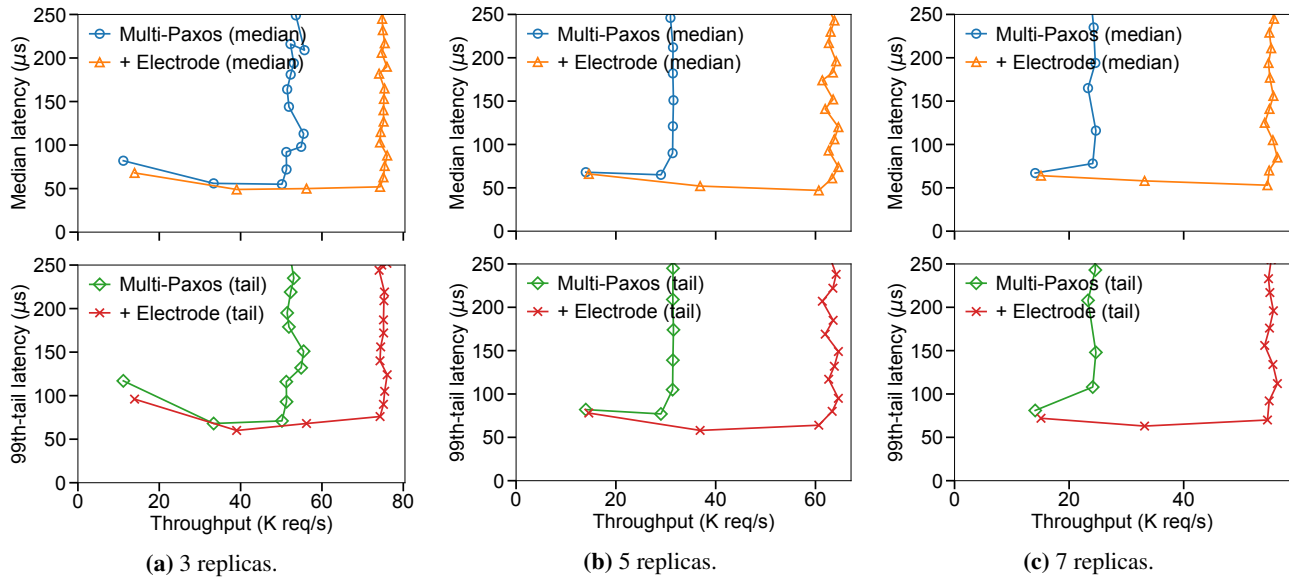 Median latency (µs)
250
200
150
100
50
0
Multi-Paxos (median)
+ Electrode (median)
Median latency (µs)
250
200
150
100
50
0
Multi-Paxos (median)
+ Electrode (median)
Median latency (µs)
250
200
150
100
50
0
Multi-Paxos (median)
+ Electrode (median)
99th-tail latency (µs)
250
200
150
100
50
0
Multi-Paxos (tail)
+ Electrode (tail)
0 20 40 60 80
Throughput (K req/s)
99th-tail latency (µs)
250
200
150
100
50
0
Multi-Paxos (tail)
+ Electrode (tail)
0 20 40 60
Throughput (K req/s)
99th-tail latency (µs)
250
200
150
100
50
0
Multi-Paxos (tail)
+ Electrode (tail)
0 20 40
Throughput (K req/s)
(a) 3 replicas.
(b) 5 replicas.
(c) 7 replicas.